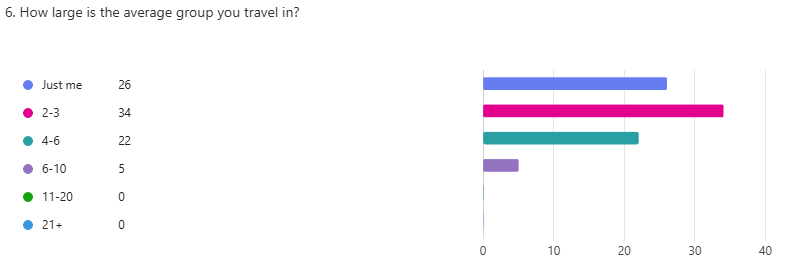 6. How large is the average group you travel in?
Just me 26
2-3 34
4-6 22
6-10 5
11-20 0
21+ 0
0 10 20 30 40